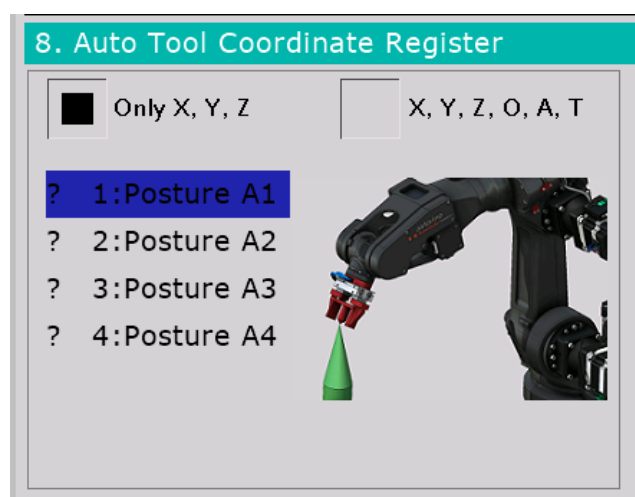 8. Auto Tool Coordinate Register
Only X, Y, Z
X, Y, Z, O, A, T
? 1:Posture A1
? 2:Posture A2
? 3:Posture A3
? 4:Posture A4